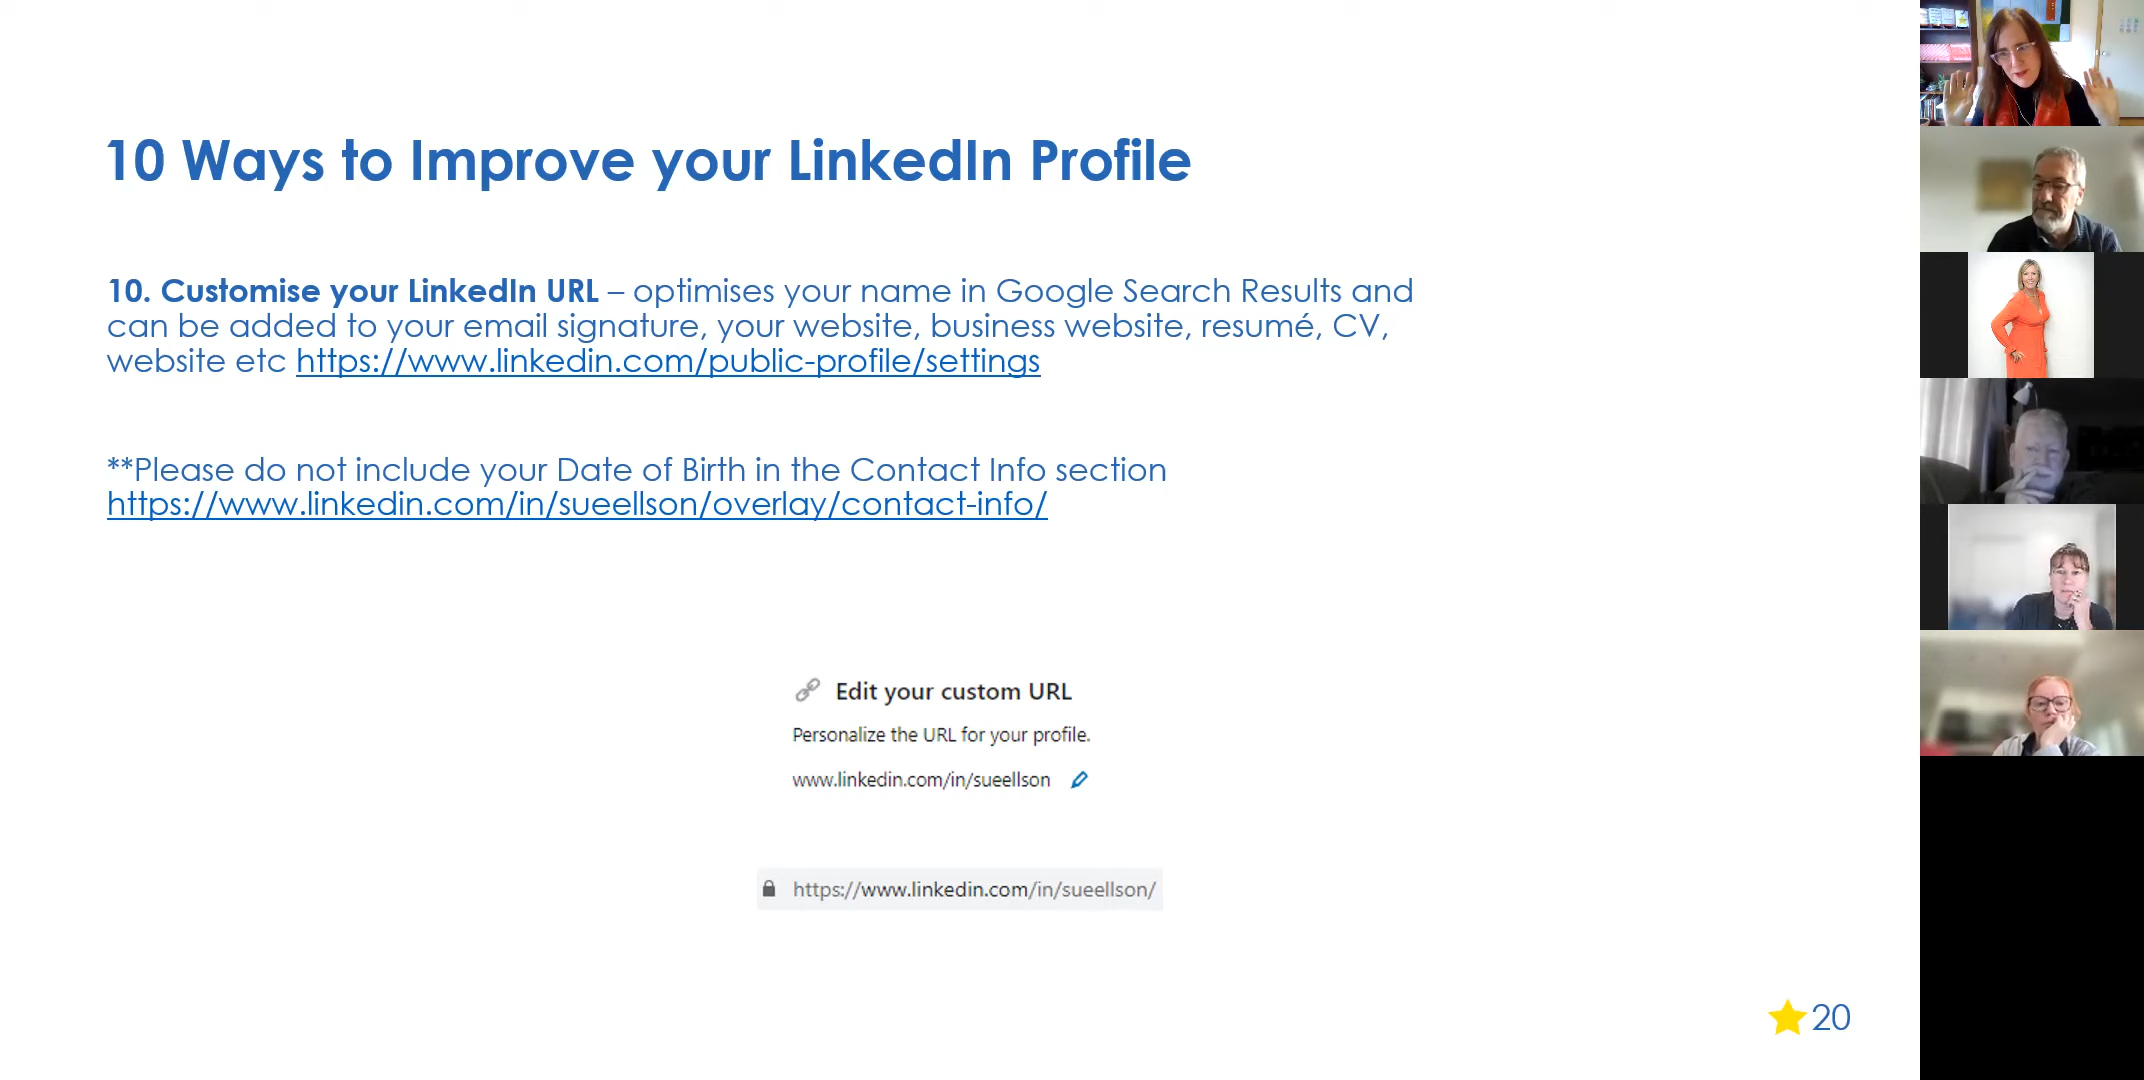 10 Ways to Improve your LinkedIn Profile
10. Customise your LinkedIn URL – optimises your name in Google Search Results and
can be added to your email signature, your website, business website, resumé, CV,
website etc https://www.linkedin.com/public-profile/settings
**Please do not include your Date of Birth in the Contact Info section
https://www.linkedin.com/in/sueellson/overlay/contact-info/
Edit your custom URL
Personalize the URL for your profile.
www.linkedin.com/in/sueellson
https://www.linkedin.com/in/sueellson/
20